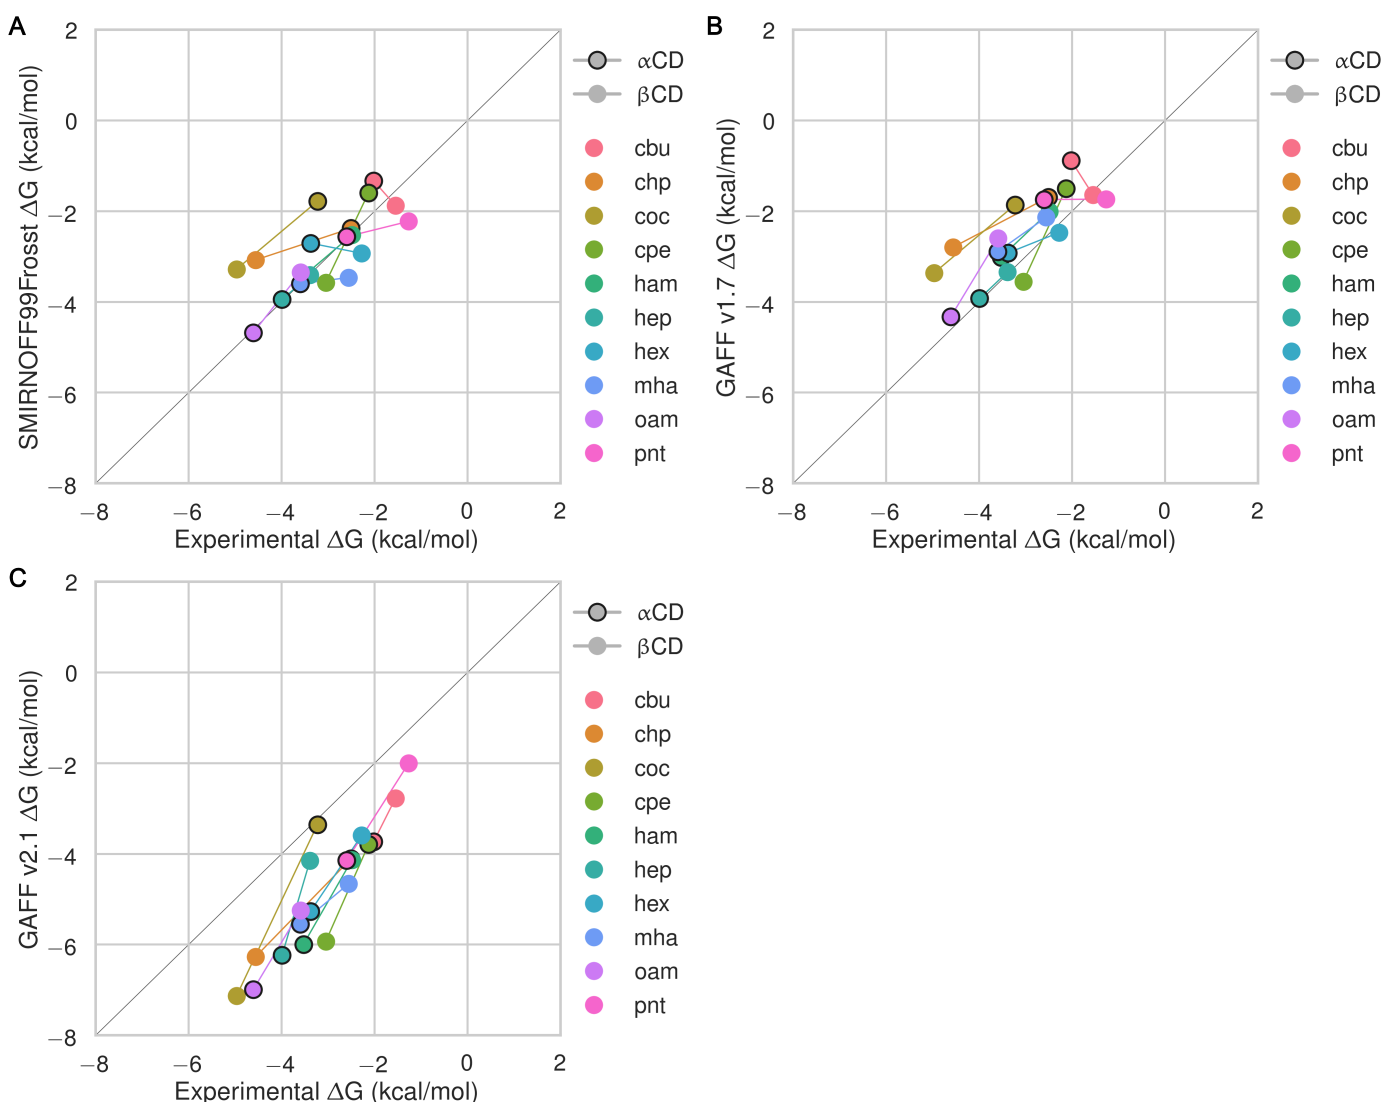 A
SMIRNOFF99Frosst ΔG (kcal/mol)
2
0
−2
−4
−6
−8
−8 −6 −4 −2 0 2
Experimental ΔG (kcal/mol)
αCD
βCD
cbu
chp
coc
cpe
ham
hep
hex
mha
oam
pnt
B
GAFF v1.7 ΔG (kcal/mol)
2
0
−2
−4
−6
−8
−8 −6 −4 −2 0 2
Experimental ΔG (kcal/mol)
αCD
βCD
cbu
chp
coc
cpe
ham
hep
hex
mha
oam
pnt
C
GAFF v2.1 ΔG (kcal/mol)
2
0
−2
−4
−6
−8
−8 −6 −4 −2 0 2
Experimental ΔG (kcal/mol)
αCD
βCD
cbu
chp
coc
cpe
ham
hep
hex
mha
oam
pnt